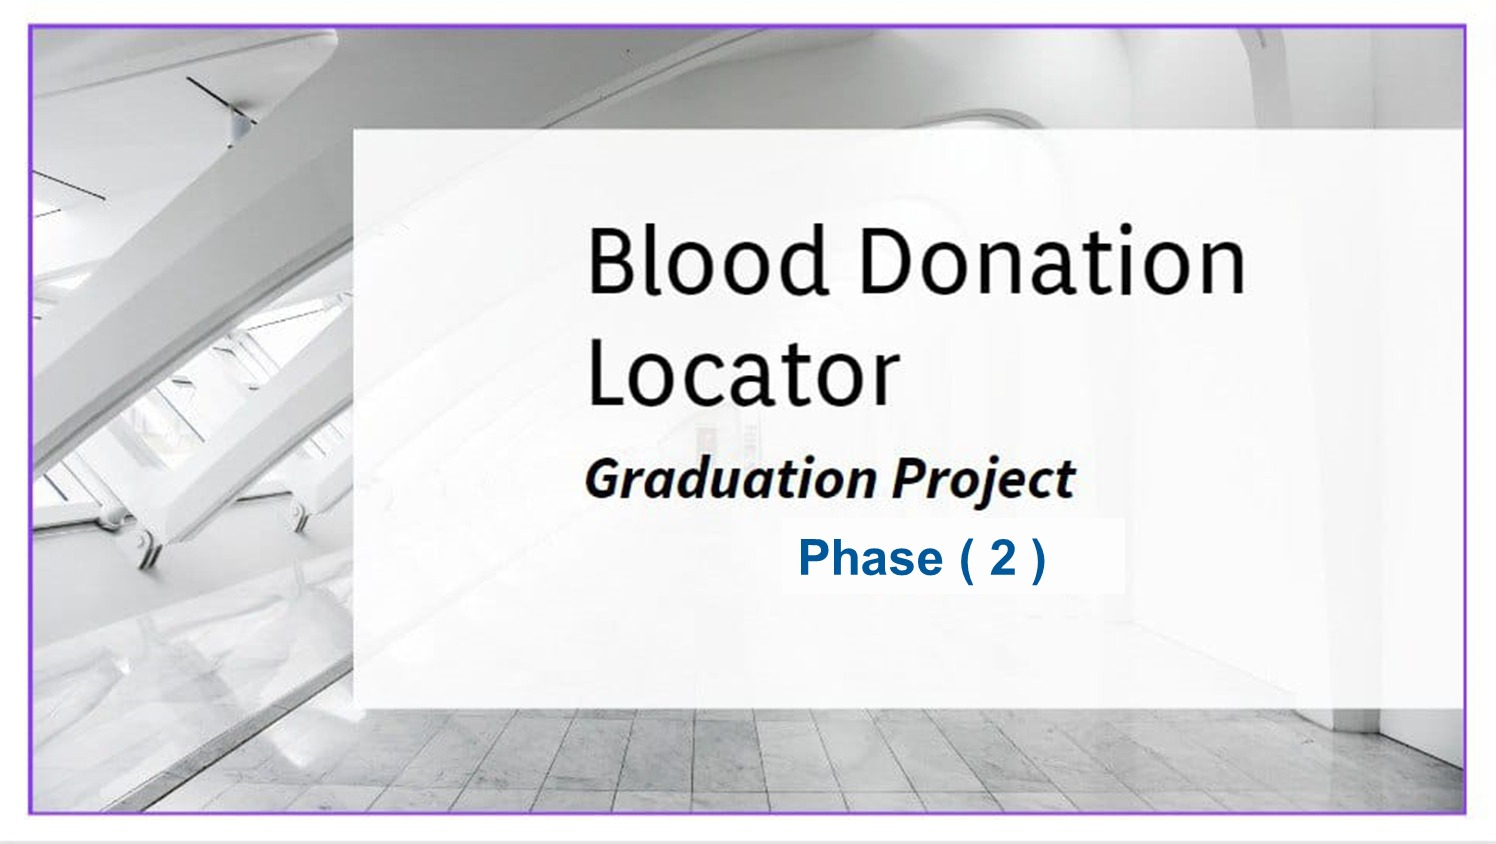 Blood Donation
Locator
Graduation Project
Phase ( 2 )